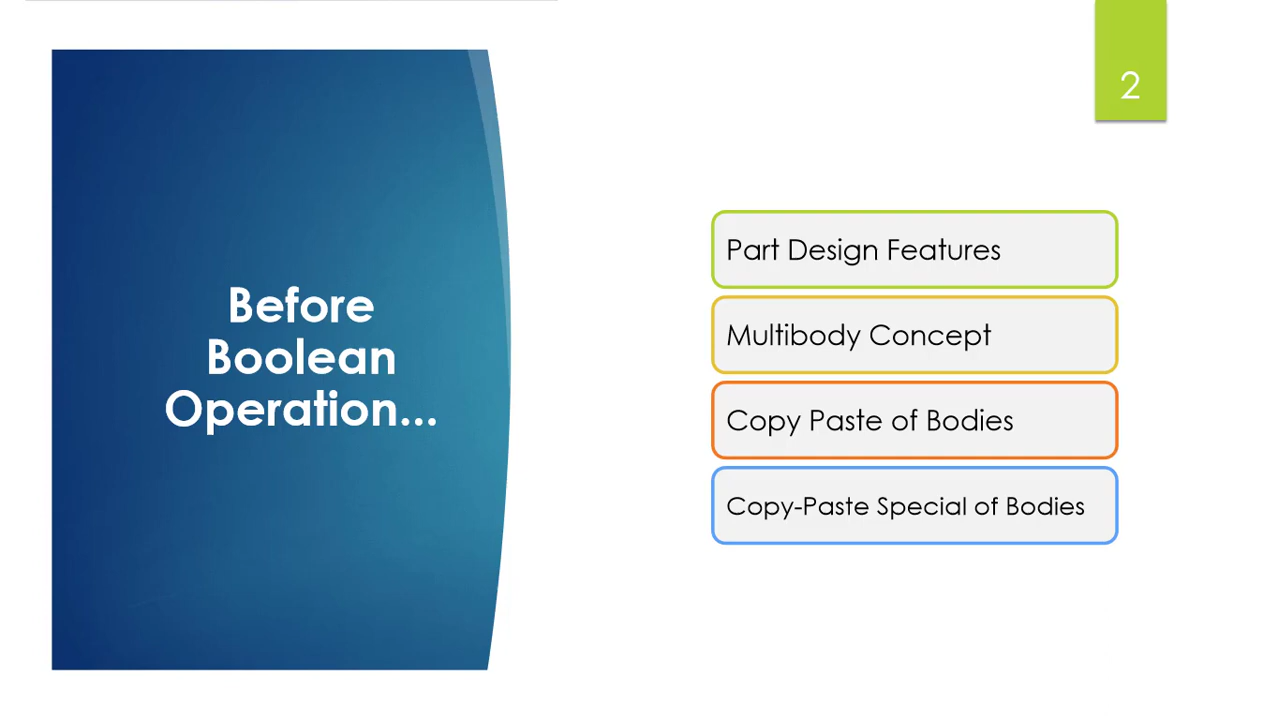 2
Before
Boolean
Operation...
Part Design Features
Multibody Concept
Copy Paste of Bodies
Copy-Paste Special of Bodies